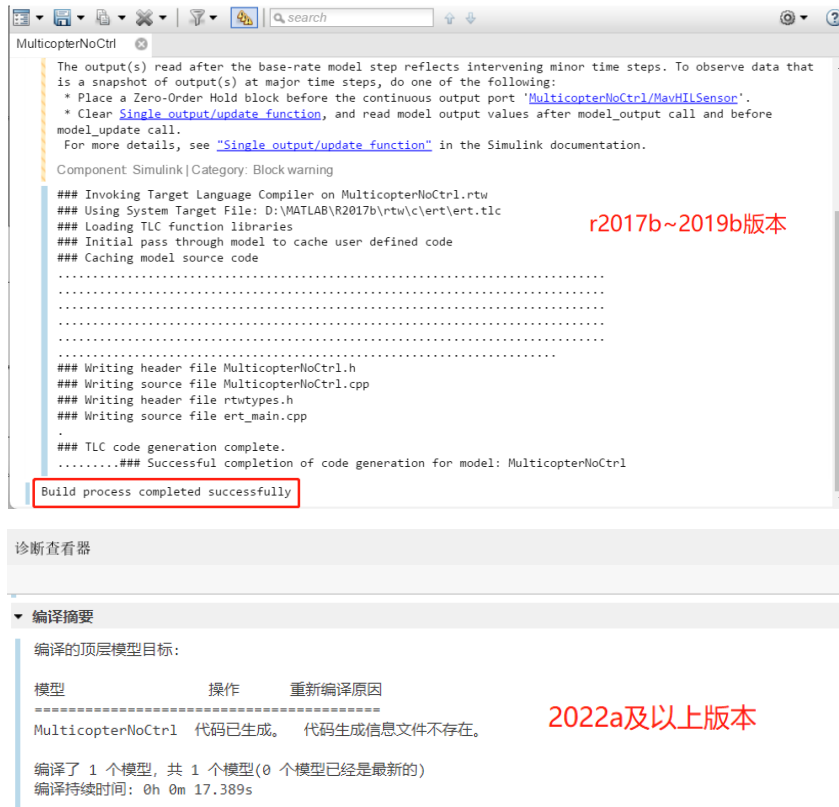 search
MulticopterNoCtrl
The output(s) read after the base-rate model step reflects intervening minor time steps. To observe data that
is a snapshot of output(s) at major time steps, do one of the following:
* Place a Zero-Order Hold block before the continuous output port 'MulticopterNoCtrl/MavHILSensor'.
* Clear Single output/update function, and read model output values after model_output call and before
model_update call.
For more details, see "Single output/update function" in the Simulink documentation.
Component: Simulink | Category: Block warning
### Invoking Target Language Compiler on MulticopterNoCtrl.rtw
### Using System Target File: D:\MATLAB\R2017b\rtw\c\ert\ert.tlc
### Loading TLC function libraries
r2017b~2019b版本
### Initial pass through model to cache user defined code
### Caching model source code
.........................................................................
.........................................................................
.........................................................................
.........................................................................
.........................................................................
..................................................................
### Writing header file MulticopterNoCtrl.h
### Writing source file MulticopterNoCtrl.cpp
### Writing header file rtwtypes.h
### Writing source file ert_main.cpp
.
### TLC code generation complete.
.........### Successful completion of code generation for model: MulticopterNoCtrl
Build process completed successfully
诊断查看器
编译摘要
编译的顶层模型目标:
模型 操作 重新编译原因
=========================================
MulticopterNoCtrl 代码已生成。 代码生成信息文件不存在。
2022a及以上版本
编译了 1 个模型, 共 1 个模型(0 个模型已经是最新的)
编译持续时间: 0h 0m 17.389s